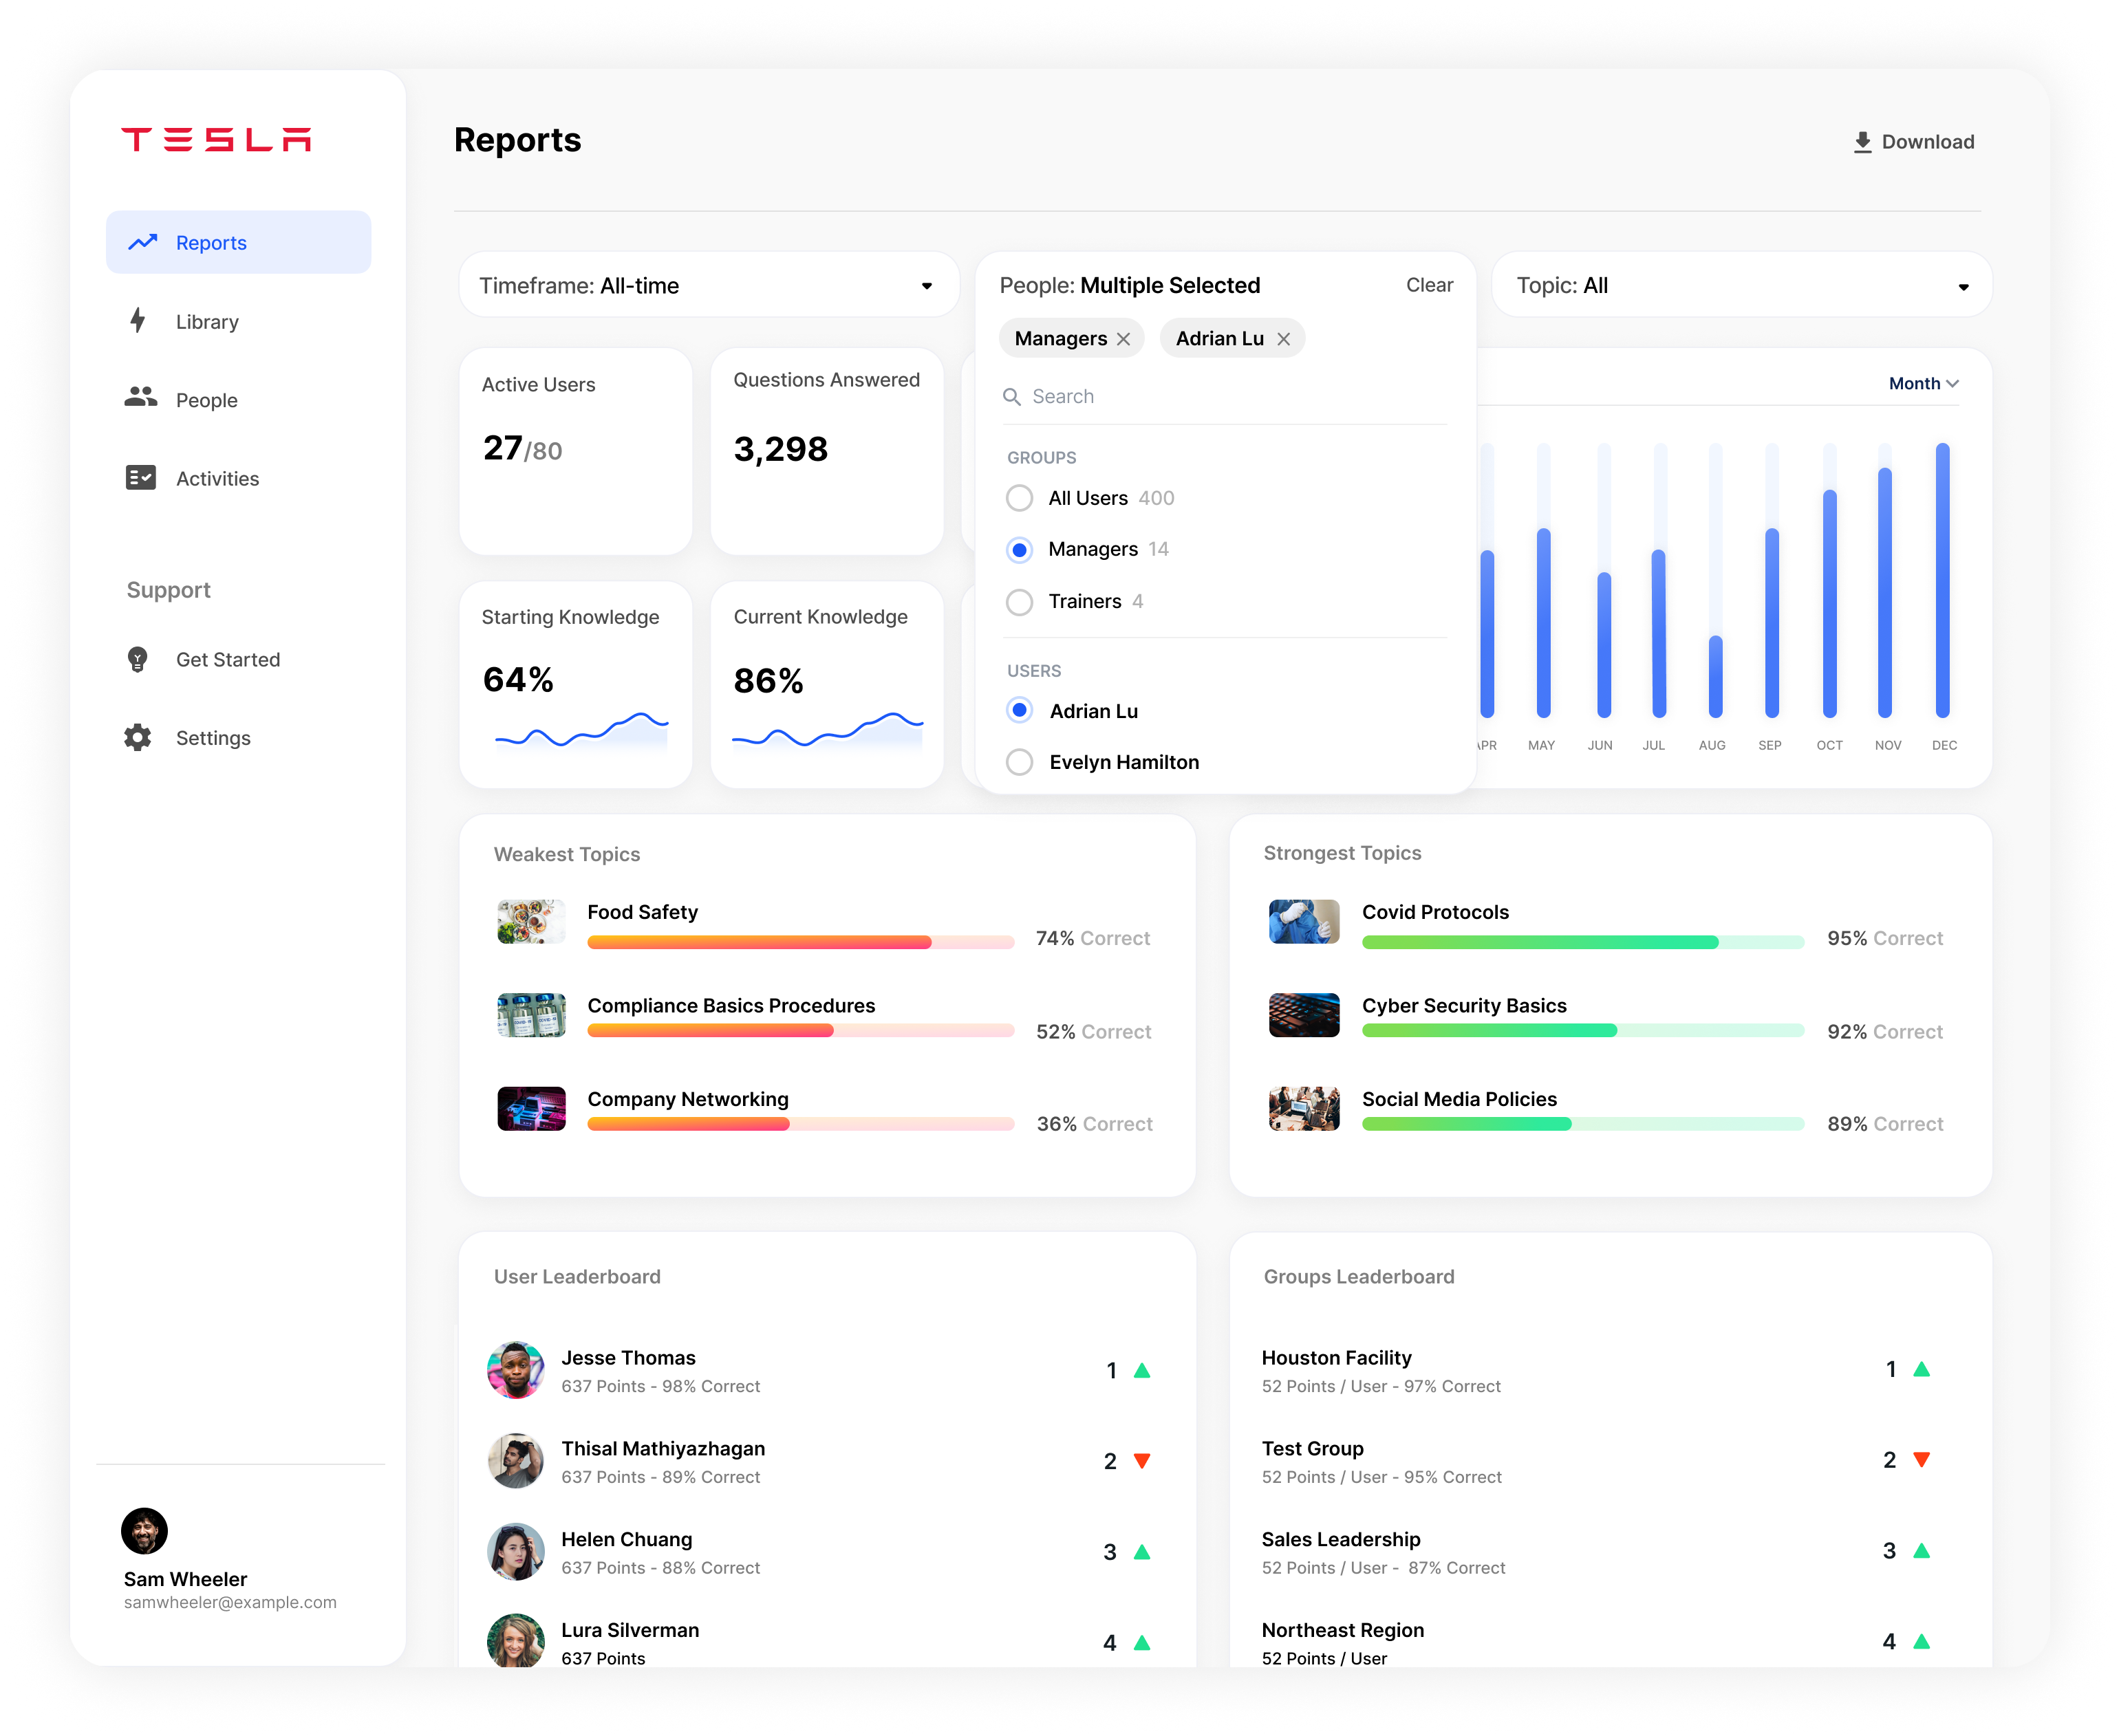 TESLA
Reports
Library
People
Activities
Support
Get Started
Settings
Sam Wheeler
samwheeler@example.com
Reports
Download
Timeframe: All-time
People: Multiple Selected
Clear
Managers
Adrian Lu
Search
GROUPS
All Users 400
Managers 14
Trainers 4
USERS
Adrian Lu
Evelyn Hamilton
Topic: All
Active Users
27/80
Questions Answered
3,298
Starting Knowledge
64%
Current Knowledge
86%
Month
APR MAY JUN JUL AUG SEP OCT NOV DEC
Weakest Topics
Food Safety
74% Correct
Compliance Basics Procedures
52% Correct
Company Networking
36% Correct
Strongest Topics
Covid Protocols
95% Correct
Cyber Security Basics
92% Correct
Social Media Policies
89% Correct
User Leaderboard
Jesse Thomas
637 Points - 98% Correct
1
Thisal Mathiyazhagan
637 Points - 89% Correct
2
Helen Chuang
637 Points - 88% Correct
3
Lura Silverman
637 Points
4
Groups Leaderboard
Houston Facility
52 Points / User - 97% Correct
1
Test Group
52 Points / User - 95% Correct
2
Sales Leadership
52 Points / User - 87% Correct
3
Northeast Region
52 Points / User
4